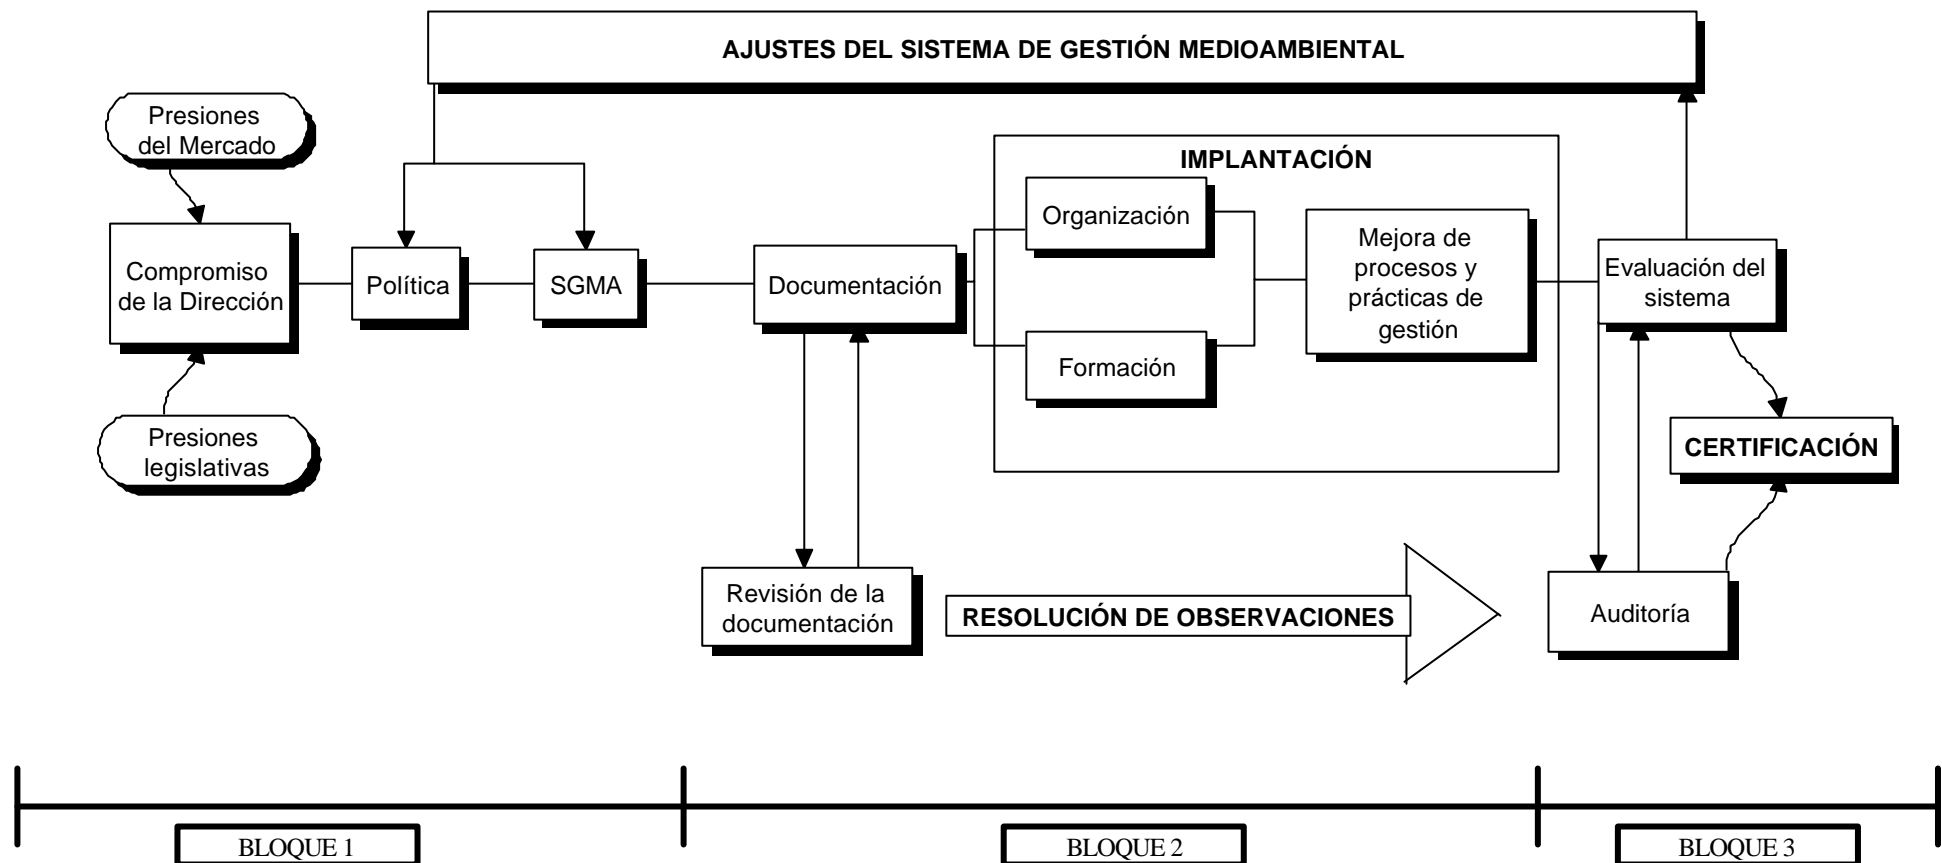 AJUSTES DEL SISTEMA DE GESTIÓN MEDIOAMBIENTAL
Presiones
del Mercado
IMPLANTACIÓN
Compromiso
de la Dirección
Política
SGMA
Documentación
Organización
Formación
Mejora de
procesos y
prácticas de
gestión
Evaluación del
sistema
Presiones
legislativas
CERTIFICACIÓN
Revisión de la
documentación
RESOLUCIÓN DE OBSERVACIONES
Auditoría
BLOQUE 1
BLOQUE 2
BLOQUE 3